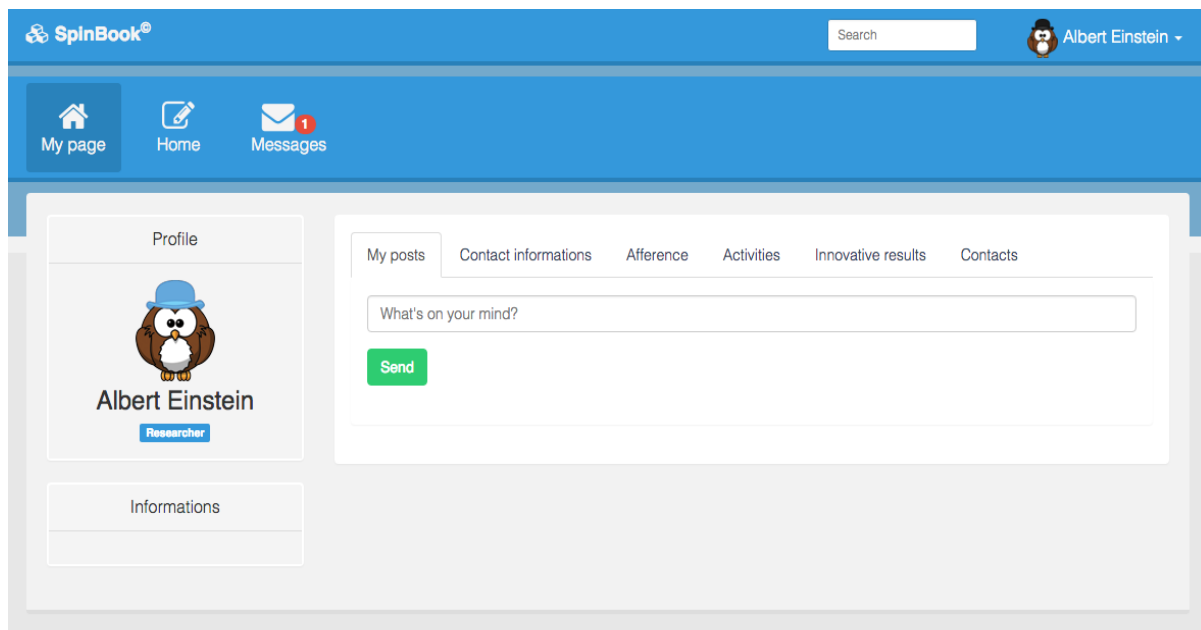 SpinBook©
Search
Albert Einstein
My page
Home
Messages
1
Profile
Albert Einstein
Researcher
Informations
My posts Contact informations Afference Activities Innovative results Contacts
What's on your mind?
Send